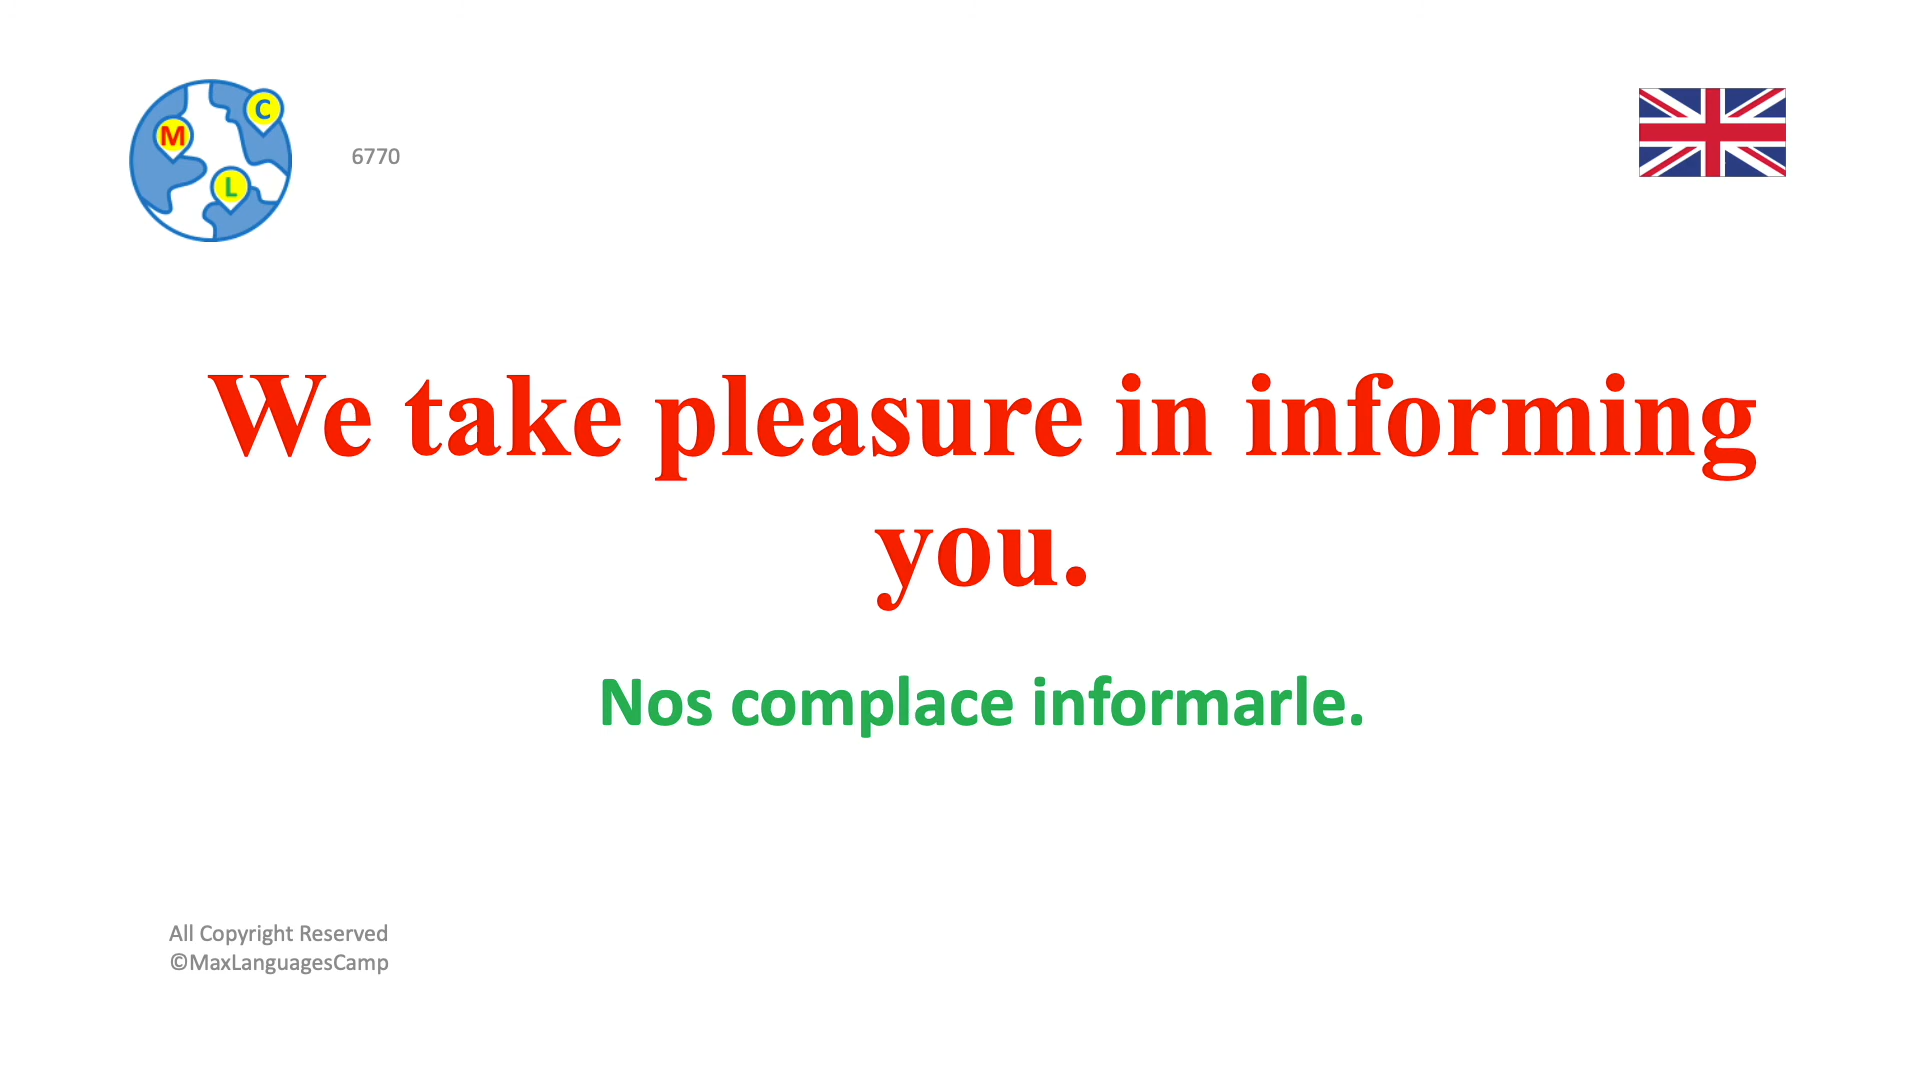 M
C
L
6770
We take pleasure in informing
you.
Nos complace informarle.
All Copyright Reserved
©MaxLanguagesCamp